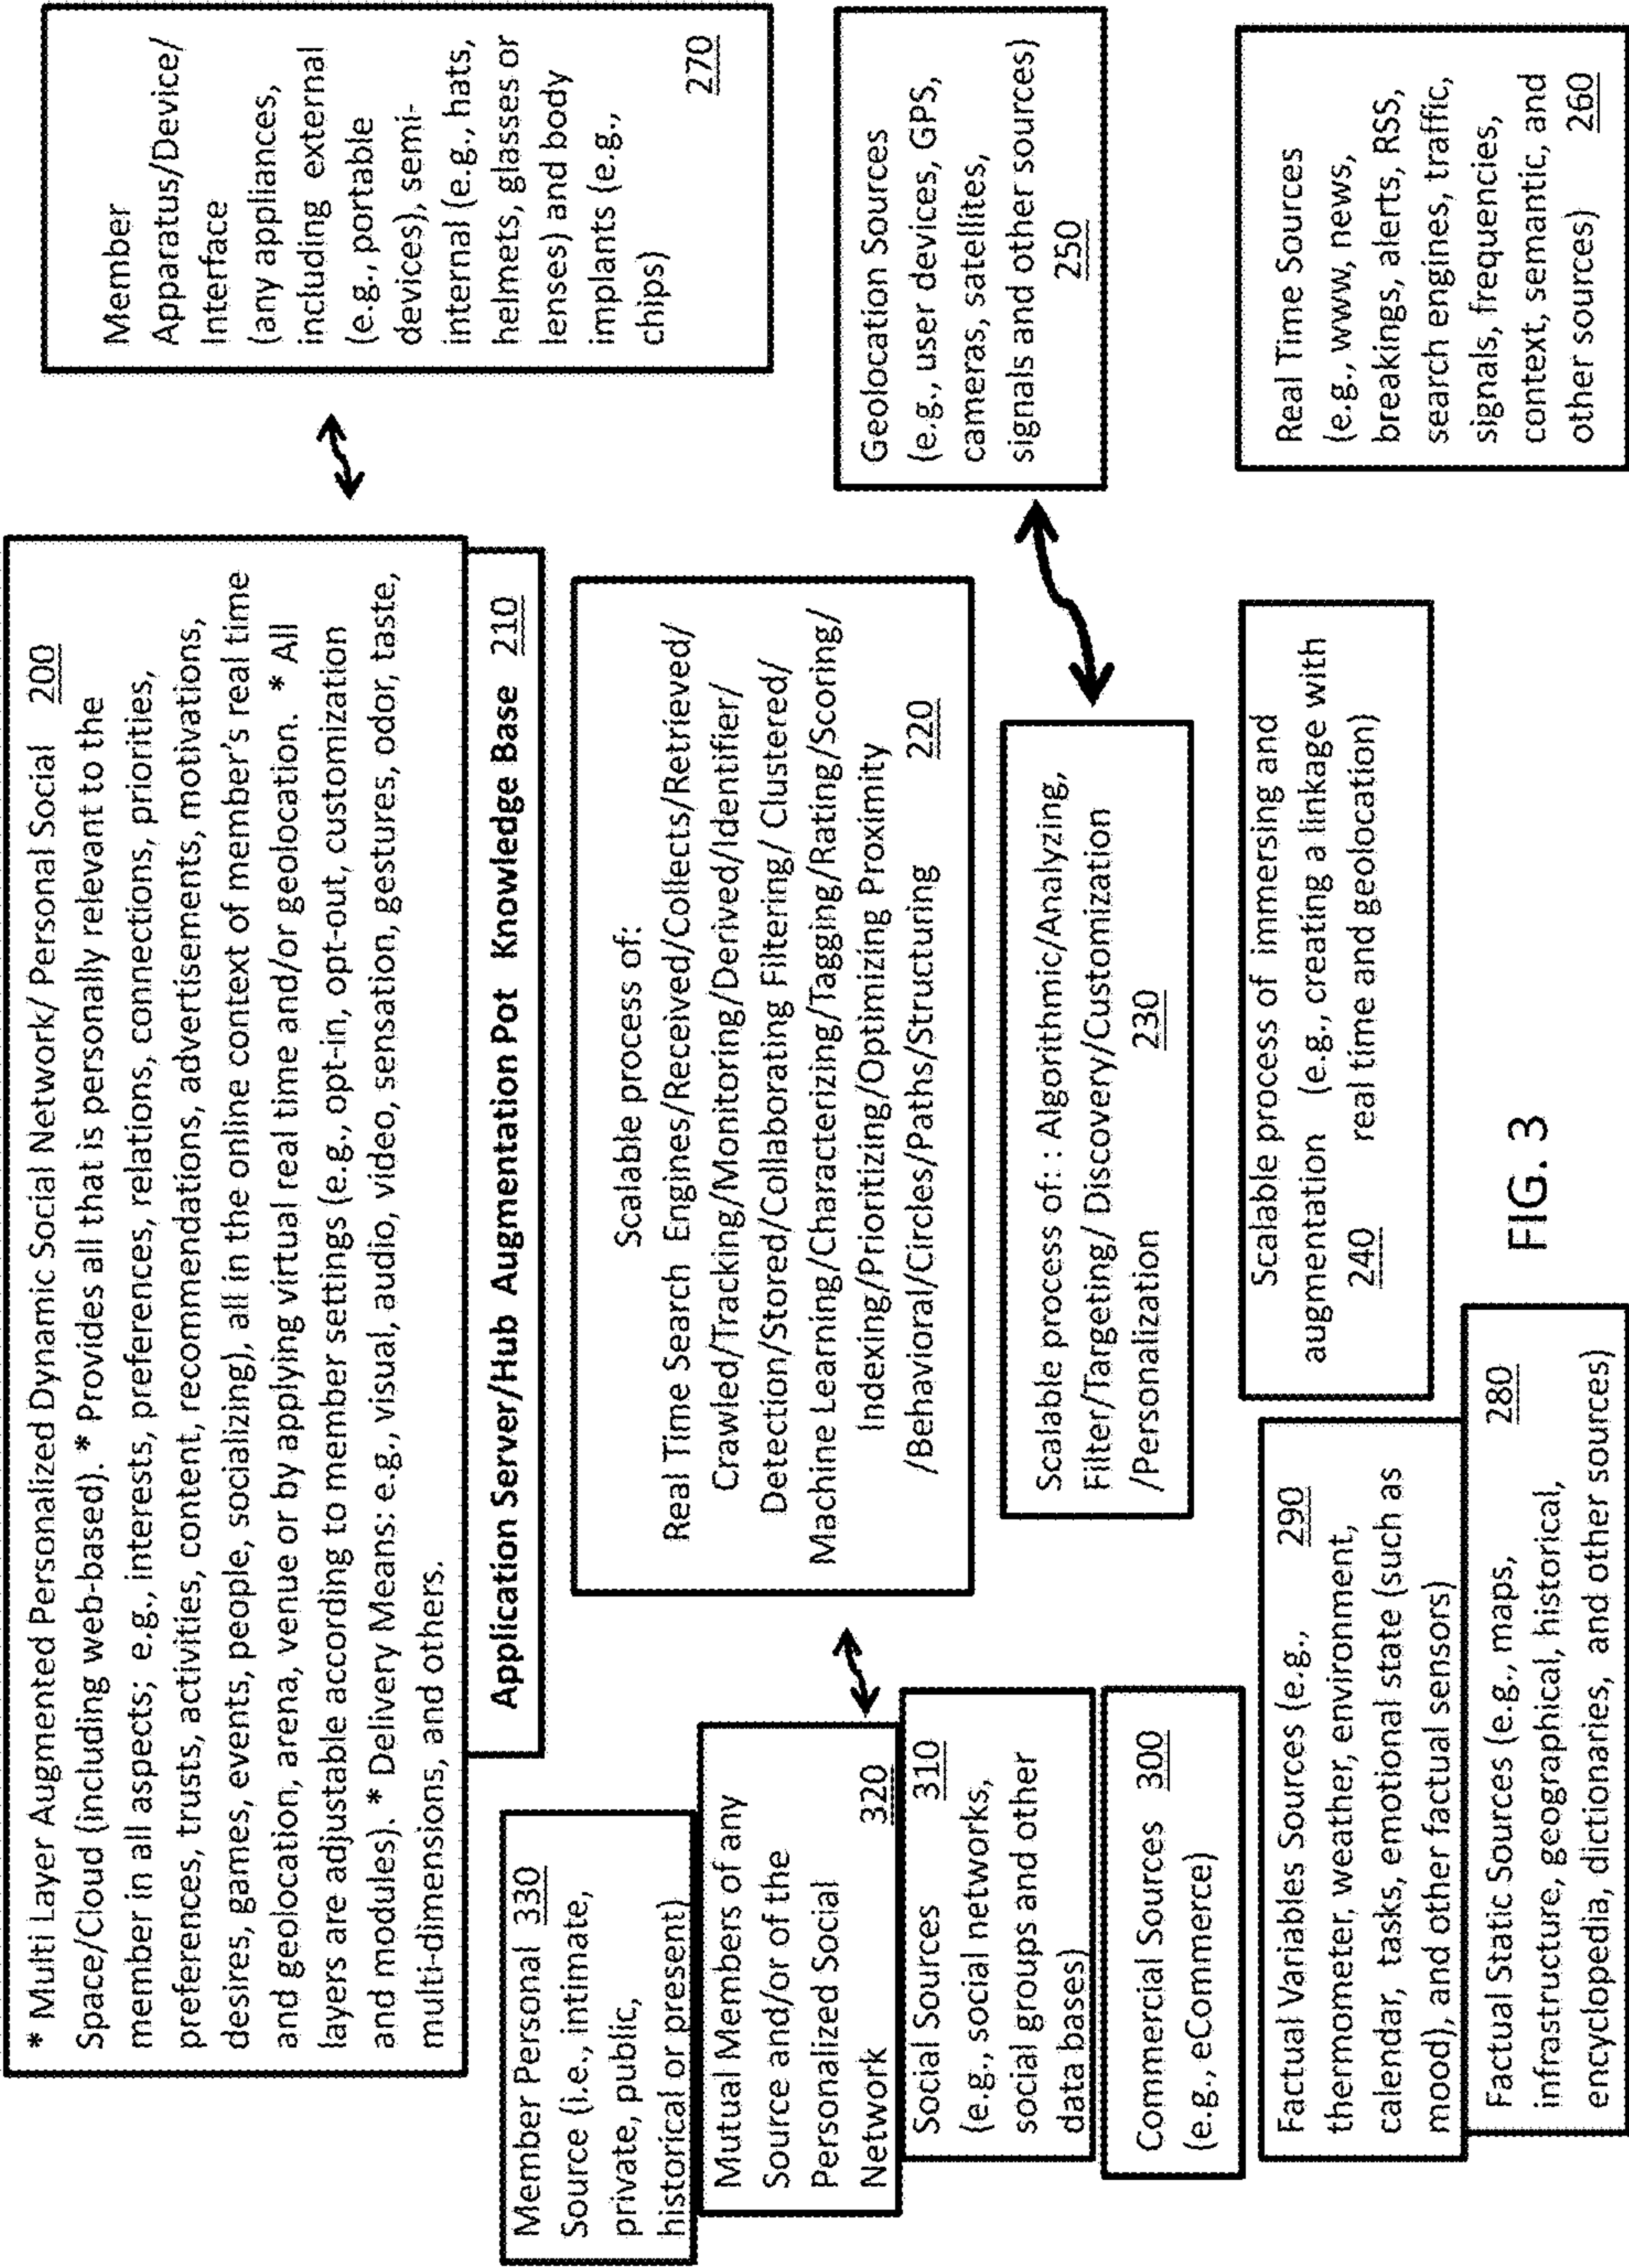 * Multi Layer Augmented Personalized Dynamic Social Network/ Personal Social 200
Space/Cloud (including web-based). * Provides all that is personally relevant to the
member in all aspects; e.g., interests, preferences, relations, connections, priorities,
preferences, trusts, activities, content, recommendations, advertisements, motivations,
desires, games, events, people, socializing), all in the online context of member's real time
and geolocation, arena, venue or by applying virtual real time and/or geolocation. * All
layers are adjustable according to member settings (e.g., opt-in, opt-out, customization
and modules). * Delivery Means: e.g., visual, audio, video, sensation, gestures, odor, taste,
multi-dimensions, and others.
Application Server/Hub Augmentation Pot Knowledge Base 210
Member
Apparatus/Device/
Interface
(any appliances,
including external
(e.g., portable
devices), semi-
internal (e.g., hats,
helmets, glasses or
lenses) and body
implants (e.g.,
chips)
270
Member Personal 330
Source (i.e., intimate,
private, public,
historical or present)
Mutual Members of any
Source and/or of the
Personalized Social
Network 320
Social Sources 310
(e.g., social networks,
social groups and other
data bases)
Commercial Sources 300
(e.g., eCommerce)
Scalable process of:
Real Time Search Engines/Received/Collects/Retrieved/
Crawled/Tracking/Monitoring/Derived/Identifier/
Detection/Stored/Collaborating Filtering/ Clustered/
Machine Learning/Characterizing/Tagging/Rating/Scoring/
Indexing/Prioritizing/Optimizing Proximity
/Behavioral/Circles/Paths/Structuring 220
Scalable process of: : Algorithmic/Analyzing,
Filter/Targeting/ Discovery/Customization
/Personalization 230
Geolocation Sources
(e.g., user devices, GPS,
cameras, satellites,
signals and other sources)
250
Scalable process of immersing and
augmentation (e.g., creating a linkage with
240 real time and geolocation)
Real Time Sources
(e.g., www, news,
breakings, alerts, RSS,
search engines, traffic,
signals, frequencies,
context, semantic, and
other sources) 260
Factual Variables Sources (e.g., 290
thermometer, weather, environment,
calendar, tasks, emotional state (such as
mood), and other factual sensors)
Factual Static Sources (e.g., maps, 280
infrastructure, geographical, historical,
encyclopedia, dictionaries, and other sources)
FIG. 3